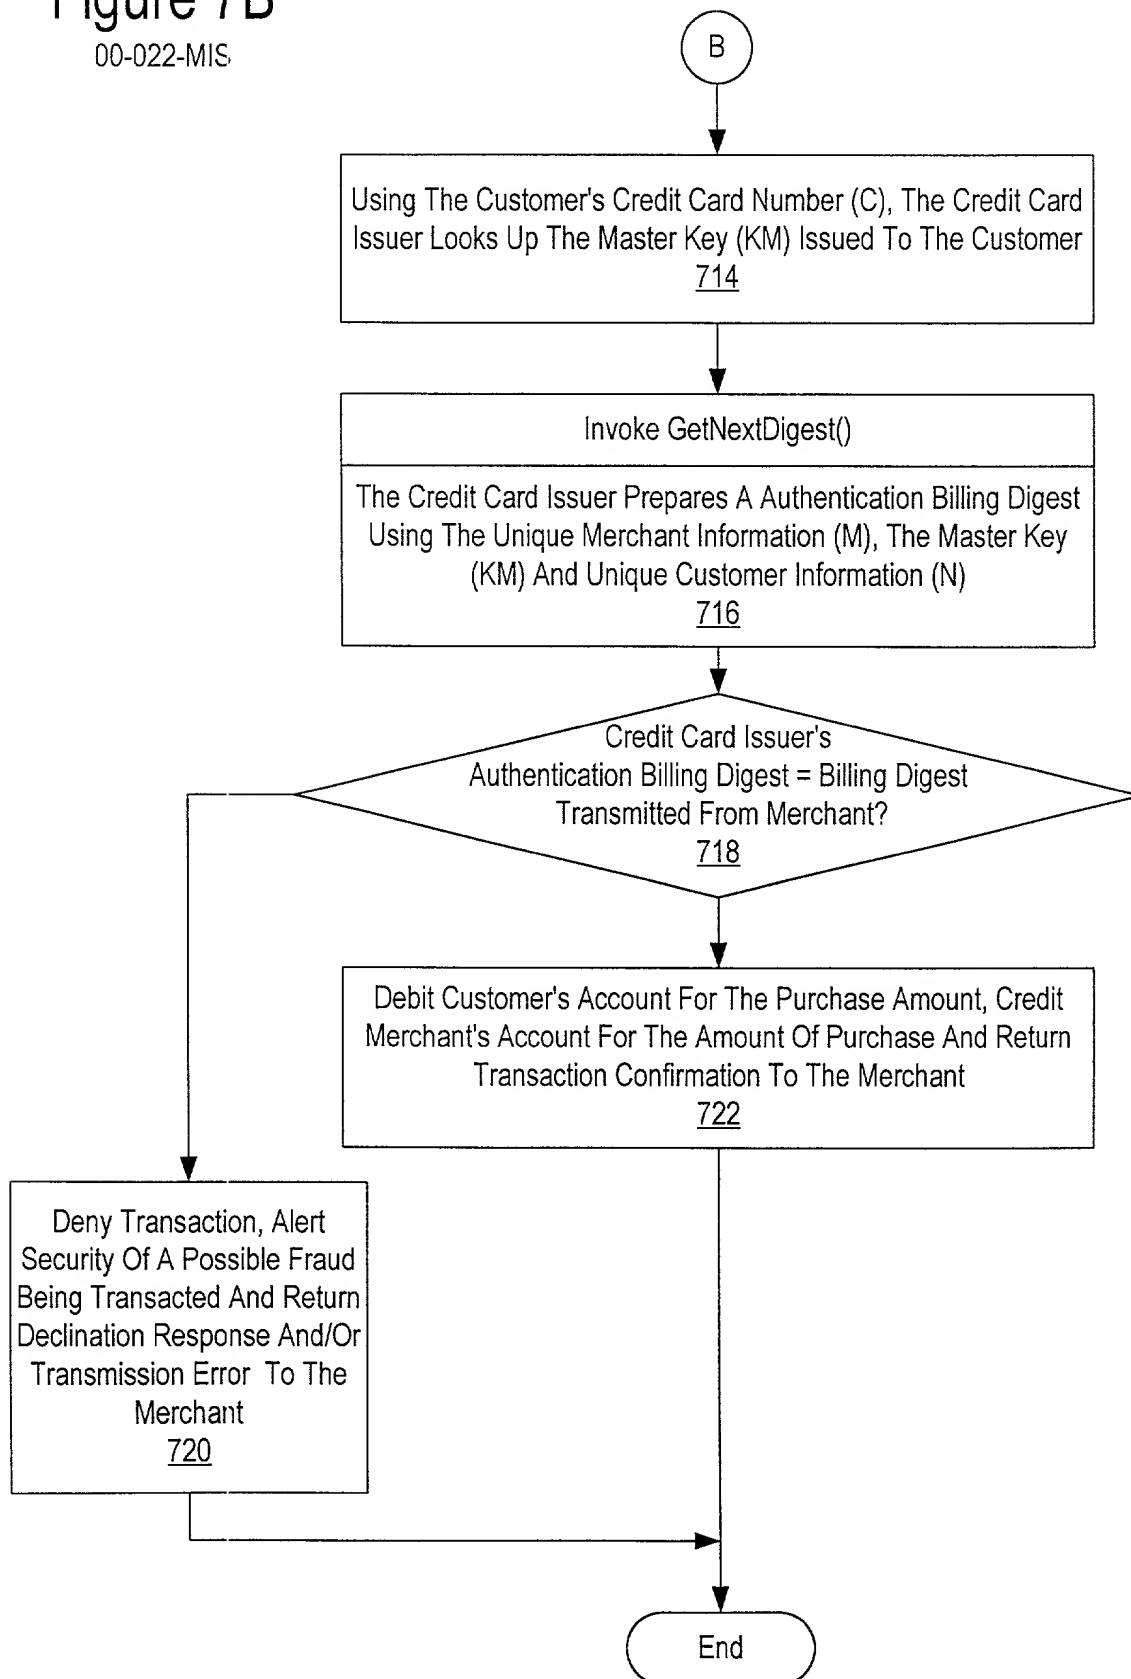 Figure 7B
00-022-MIS
B
Using The Customer's Credit Card Number (C), The Credit Card
Issuer Looks Up The Master Key (KM) Issued To The Customer
714
Invoke GetNextDigest()
The Credit Card Issuer Prepares A Authentication Billing Digest
Using The Unique Merchant Information (M), The Master Key
(KM) And Unique Customer Information (N)
716
Credit Card Issuer's
Authentication Billing Digest = Billing Digest
Transmitted From Merchant?
718
Debit Customer's Account For The Purchase Amount, Credit
Merchant's Account For The Amount Of Purchase And Return
Transaction Confirmation To The Merchant
722
Deny Transaction, Alert
Security Of A Possible Fraud
Being Transacted And Return
Declination Response And/Or
Transmission Error To The
Merchant
720
End